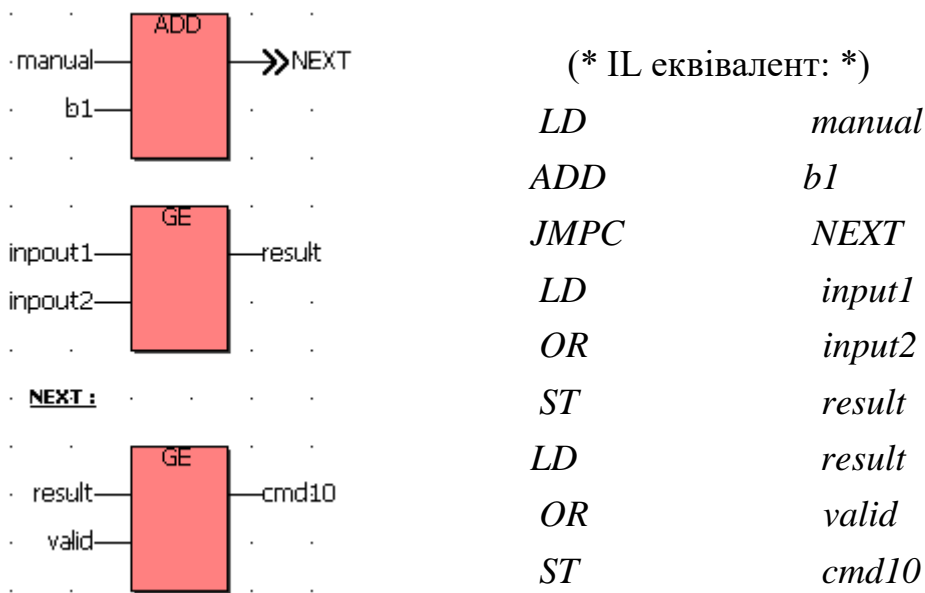 ADD
manual NEXT
b1
GE
inpout1 result
inpout2
NEXT :
GE
result cmd10
valid
(* IL еквівалент: *)
LD manual
ADD b1
JMPC NEXT
LD input1
OR input2
ST result
LD result
OR valid
ST cmd10